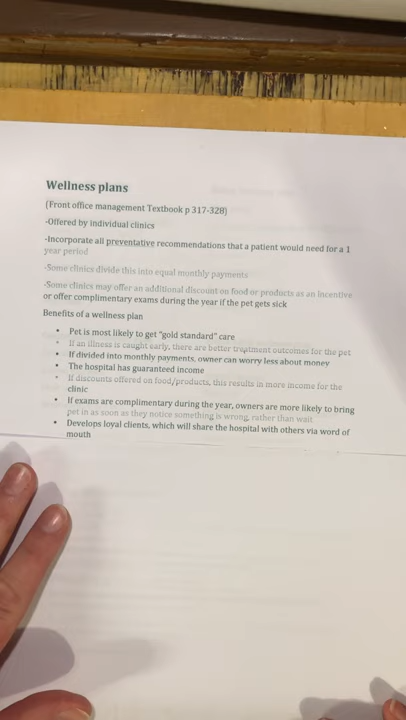 Wellness plans
(Front office management Textbook p 317-328)
-Offered by individual clinics
-Incorporate all preventative recommendations that a patient would need for a 1
year period
-Some clinics divide this into equal monthly payments
-Some clinics may offer an additional discount on food or products as an incentive
or offer complimentary exams during the year if the pet gets sick
Benefits of a wellness plan
• Pet is most likely to get “gold standard” care
• If an illness is caught early, there are better treatment outcomes for the pet
• If divided into monthly payments, owner can worry less about money
• The hospital has guaranteed income
• If discounts offered on food/products, this results in more income for the
clinic
• If exams are complimentary during the year, owners are more likely to bring
pet in as soon as they notice something is wrong, rather than wait
• Develops loyal clients, which will share the hospital with others via word of
mouth